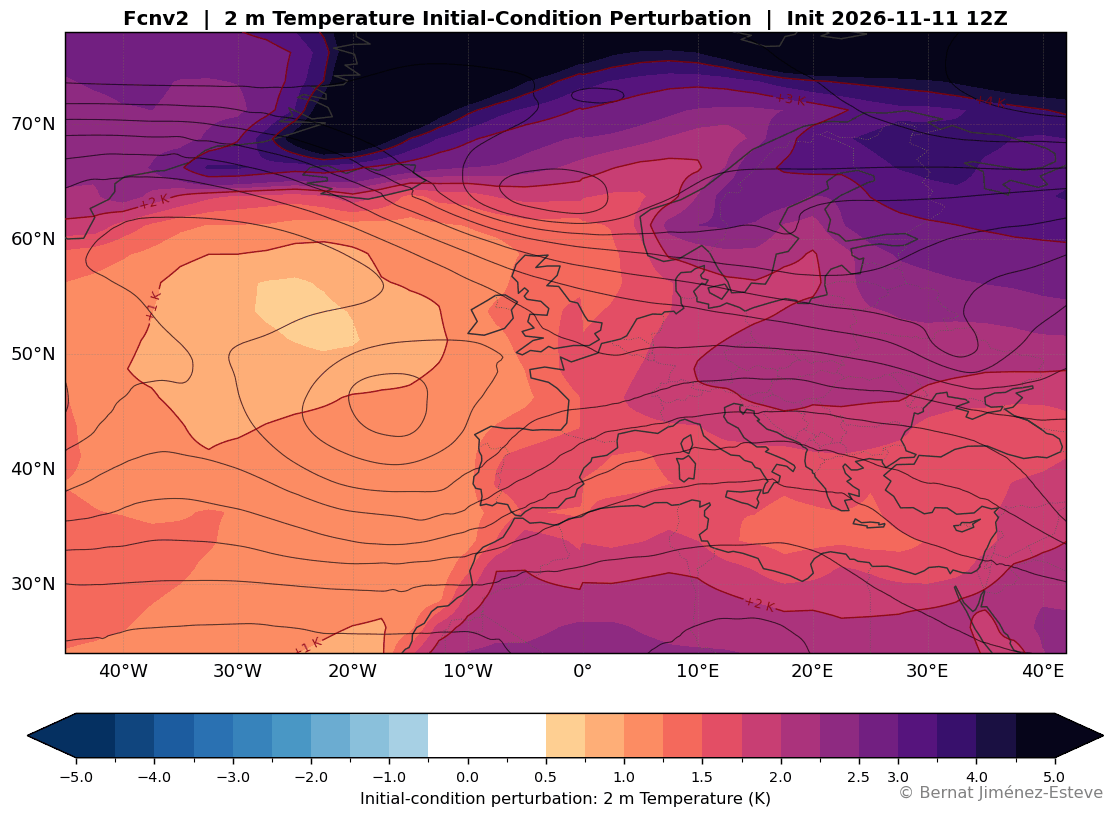 Fcnv2 | 2 m Temperature Initial-Condition Perturbation | Init 2026-11-11 12Z
70°N
60°N
50°N
40°N
30°N
+3 K
+4 K
+2 K
+1 K
+2 K
+1 K
40°W 30°W 20°W 10°W 0° 10°E 20°E 30°E 40°E
−5.0 −4.0 −3.0 −2.0 −1.0 0.0 0.5 1.0 1.5 2.0 2.5 3.0 4.0 5.0
© Bernat Jiménez-Esteve
Initial-condition perturbation: 2 m Temperature (K)